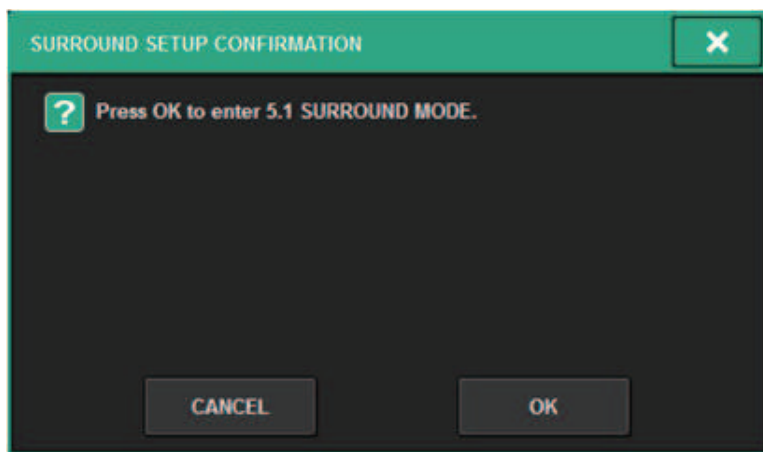 SURROUND SETUP CONFIRMATION
? Press OK to enter 5.1 SURROUND MODE.
CANCEL OK